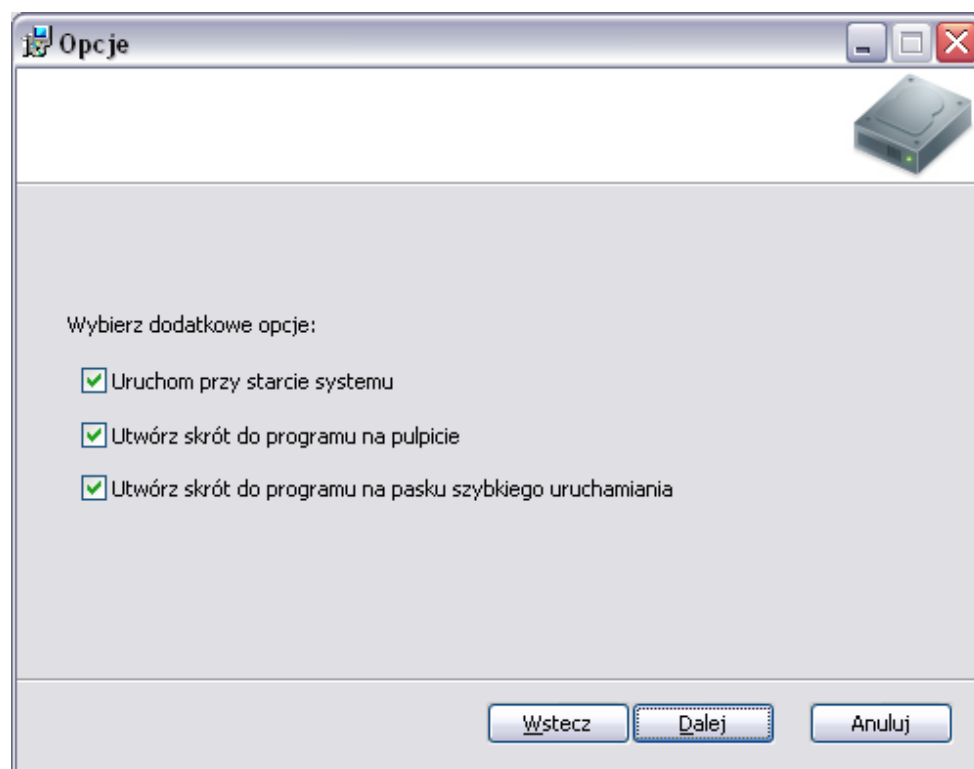 Opcje
Wybierz dodatkowe opcje:
Uruchom przy starcie systemu
Utwórz skrót do programu na pulpicie
Utwórz skrót do programu na pasku szybkiego uruchamiania
Wstecz Dalej Anuluj